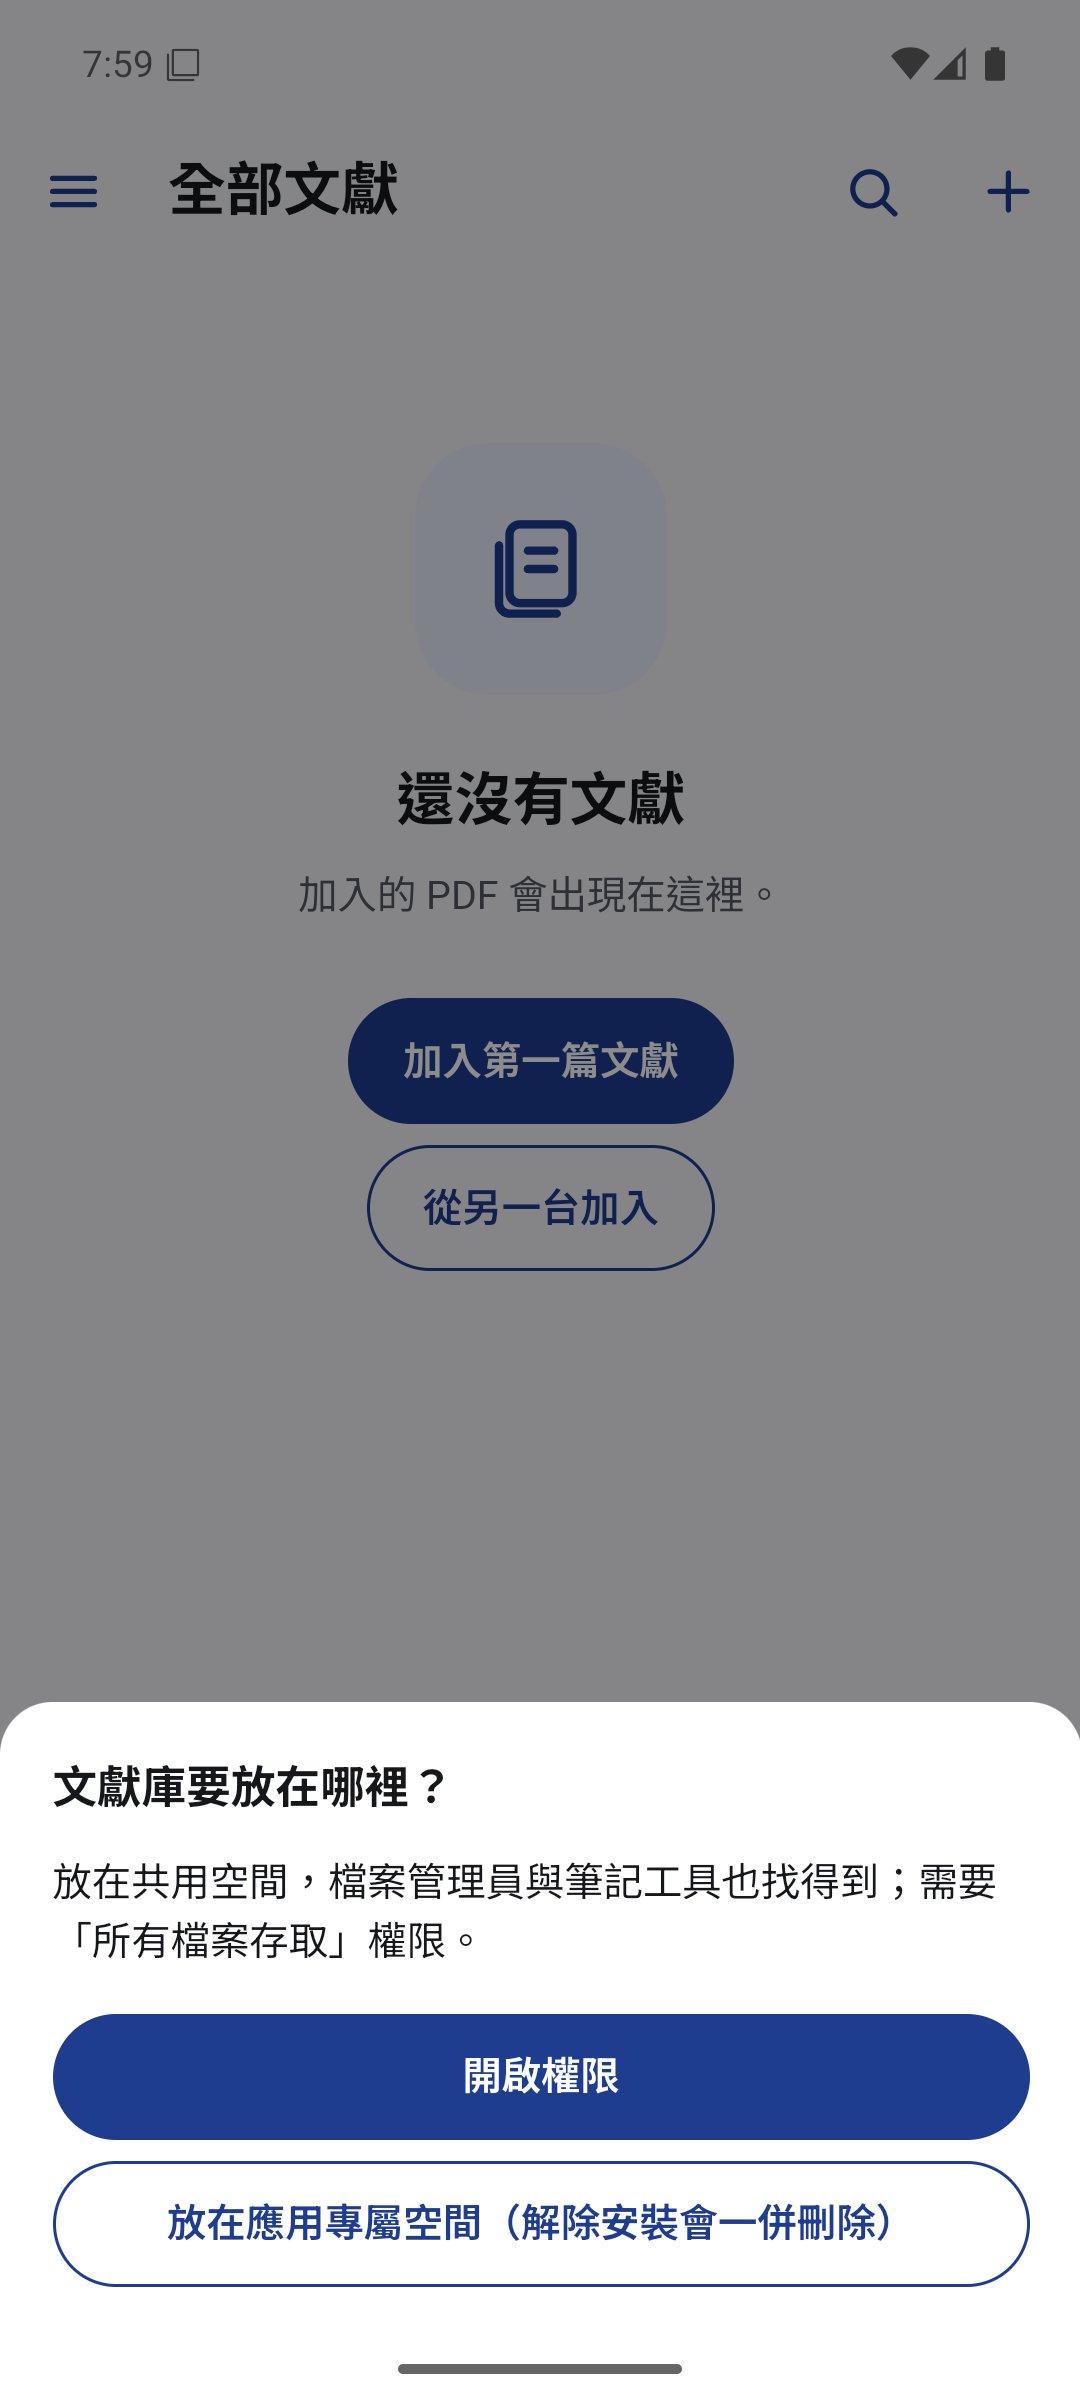 7:59
全部文獻
還沒有文獻
加入的 PDF 會出現在這裡。
加入第一篇文獻
從另一台加入
文獻庫要放在哪裡？
放在共用空間，檔案管理員與筆記工具也找得到；需要
「所有檔案存取」權限。
開啟權限
放在應用專屬空間（解除安裝會一併刪除）